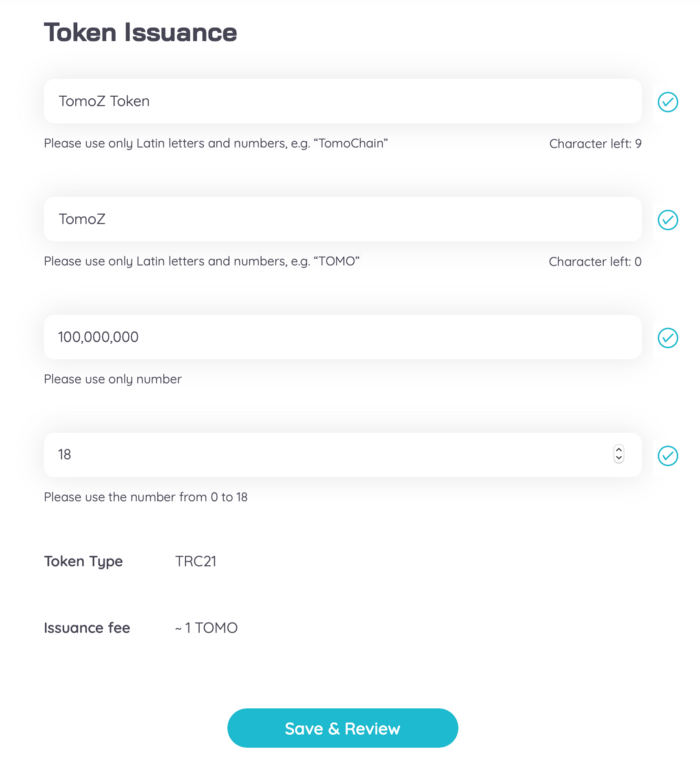 Token Issuance
TomoZ Token
Please use only Latin letters and numbers, e.g. “TomoChain” Character left: 9
TomoZ
Please use only Latin letters and numbers, e.g. “TOMO” Character left: 0
100,000,000
Please use only number
18
Please use the number from 0 to 18
Token Type TRC21
Issuance fee ~ 1 TOMO
Save & Review